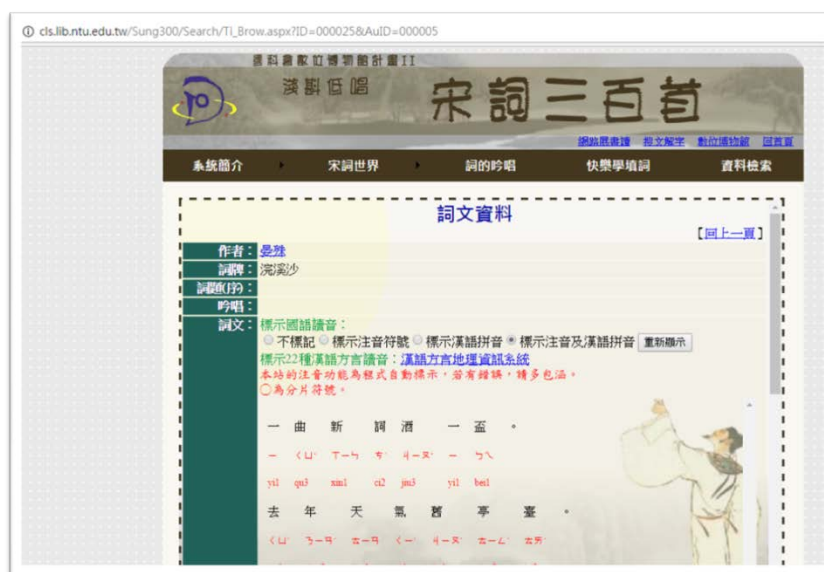 cls.lib.ntu.edu.tw/Sung300/Search/Ti_Brow.aspx?ID=000025&AuID=000005
國科會數位博物館計畫II
淺斟低唱
宋詞三百首
網路展書讀 搜文解字 數位博物館 回首頁
系統簡介 宋詞世界 詞的吟唱 快樂學填詞 資料檢索
詞文資料
【回上一頁】
作者: 晏殊
詞牌: 浣溪沙
詞題(序):
吟唱:
詞文: 標示國語讀音:
不標記 標示注音符號 標示漢語拼音 標示注音及漢語拼音 重新顯示
標示22種漢語方言讀音:漢語方言地理資訊系統
本站的注音功能為程式自動標示,若有錯誤,請多包涵。
○為分片符號。
一 曲 新 詞 酒 一 盃 。
ㄧ ㄑㄩˇ ㄒㄧㄣ ㄘˊ ㄐㄧㄡˇ ㄧ ㄅㄟ
yi1 qu3 xin1 ci2 jiu3 yi1 bei1
去 年 天 氣 舊 亭 臺 。
ㄑㄩˋ ㄋㄧㄢˊ ㄊㄧㄢ ㄑㄧˋ ㄐㄧㄡˋ ㄊㄧㄥˊ ㄊㄞˊ